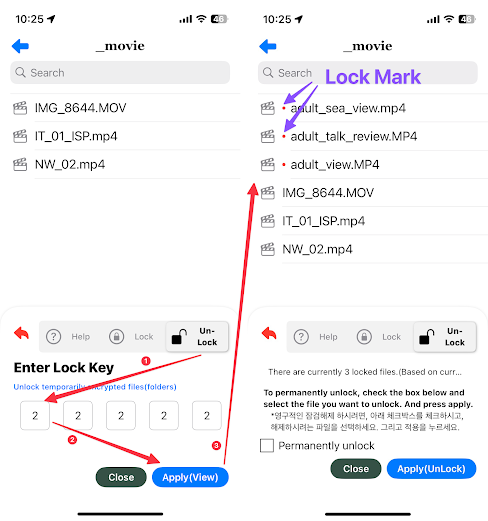 10:25
46
_movie
Search
IMG_8644.MOV
IT_01_ISP.mp4
NW_02.mp4
Help
Lock
Un-
Lock
Enter Lock Key
1
Unlock temporarily encrypted files(folders)
2 2 2 2 2
2
3
Close
Apply(View)
10:25
46
_movie
Search
Lock Mark
adult_sea_view.mp4
adult_talk_review.MP4
adult_view.MP4
IMG_8644.MOV
IT_01_ISP.mp4
NW_02.mp4
Help
Lock
Un-
Lock
There are currently 3 locked files.(Based on curr...
To permanently unlock, check the box below and
select the file you want to unlock. And press apply.
*영구적인 잠검해제 하시려면, 아래 체크박스를 체크하시고,
해제하시려는 파일을 선택하세요. 그리고 적용을 누르세요.
Permanently unlock
Close
Apply(UnLock)